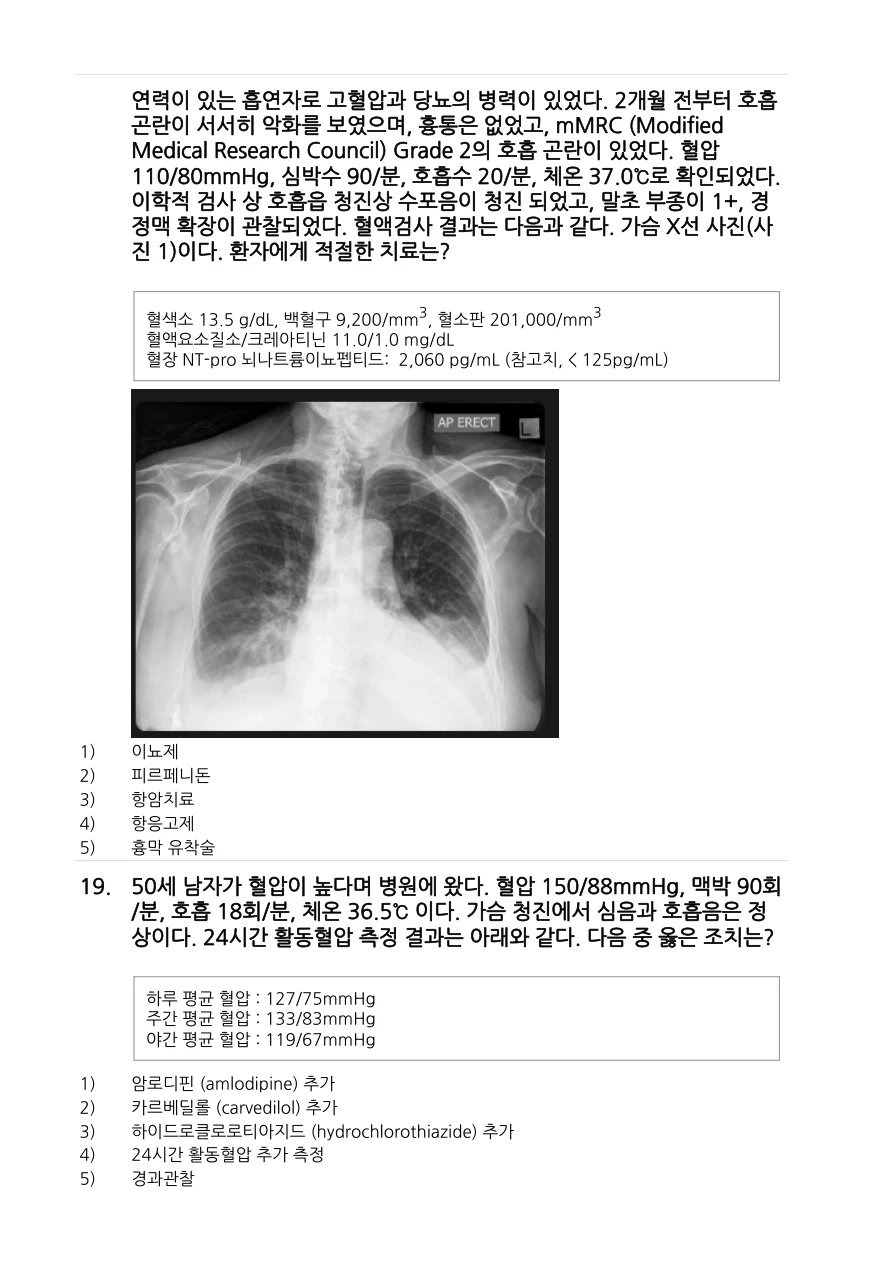 연력이 있는 흡연자로 고혈압과 당뇨의 병력이 있었다. 2개월 전부터 호흡
곤란이 서서히 악화를 보였으며, 흉통은 없었고, mMRC (Modified
Medical Research Council) Grade 2의 호흡 곤란이 있었다. 혈압
110/80mmHg, 심박수 90/분, 호흡수 20/분, 체온 37.0℃로 확인되었다.
이학적 검사 상 호흡읍 청진상 수포음이 청진 되었고, 말초 부종이 1+, 경
정맥 확장이 관찰되었다. 혈액검사 결과는 다음과 같다. 가슴 X선 사진(사
진 1)이다. 환자에게 적절한 치료는?
혈색소 13.5 g/dL, 백혈구 9,200/mm³, 혈소판 201,000/mm³
혈액요소질소/크레아티닌 11.0/1.0 mg/dL
혈장 NT-pro 뇌나트륨이뇨펩티드: 2,060 pg/mL (참고치, < 125pg/mL)
AP ERECT
L
1) 이뇨제
2) 피르페니돈
3) 항암치료
4) 항응고제
5) 흉막 유착술
19. 50세 남자가 혈압이 높다며 병원에 왔다. 혈압 150/88mmHg, 맥박 90회
/분, 호흡 18회/분, 체온 36.5℃ 이다. 가슴 청진에서 심음과 호흡음은 정
상이다. 24시간 활동혈압 측정 결과는 아래와 같다. 다음 중 옳은 조치는?
하루 평균 혈압 : 127/75mmHg
주간 평균 혈압 : 133/83mmHg
야간 평균 혈압 : 119/67mmHg
1) 암로디핀 (amlodipine) 추가
2) 카르베딜롤 (carvedilol) 추가
3) 하이드로클로로티아지드 (hydrochlorothiazide) 추가
4) 24시간 활동혈압 추가 측정
5) 경과관찰